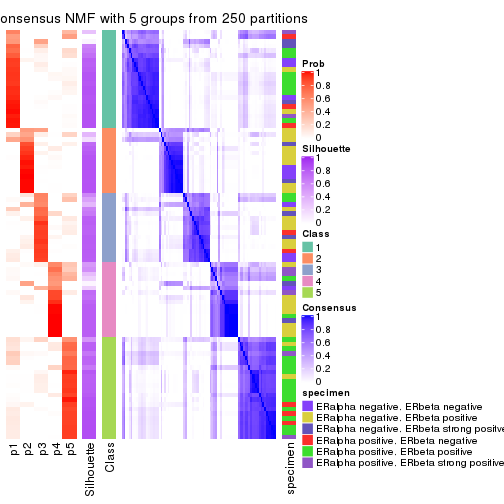 onsensus NMF with 5 groups from 250 partitions
Prob
1
0.8
0.6
0.4
0.2
0
Silhouette
1
0.8
0.6
0.4
0.2
0
Class
1
2
3
4
5
Consensus
1
0.8
0.6
0.4
0.2
0
specimen
ERalpha negative. ERbeta negative
ERalpha negative. ERbeta positive
ERalpha negative. ERbeta strong positive
ERalpha positive. ERbeta negative
ERalpha positive. ERbeta positive
ERalpha positive. ERbeta strong positive
p1
p2
p3
p4
p5
Silhouette
Class
specimen